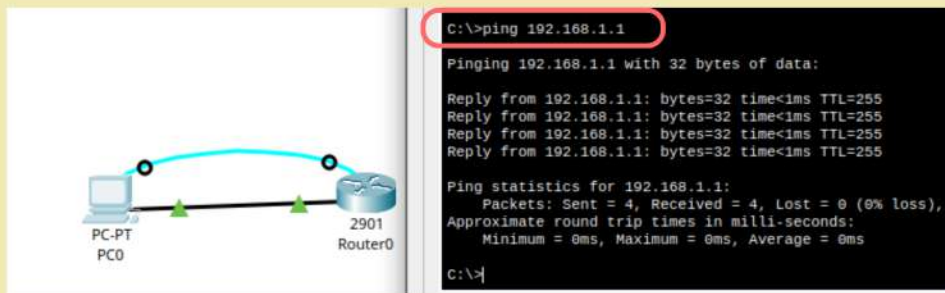 PC-PT
PC0
2901
Router0
C:\>ping 192.168.1.1
Pinging 192.168.1.1 with 32 bytes of data:
Reply from 192.168.1.1: bytes=32 time<1ms TTL=255
Reply from 192.168.1.1: bytes=32 time<1ms TTL=255
Reply from 192.168.1.1: bytes=32 time<1ms TTL=255
Reply from 192.168.1.1: bytes=32 time<1ms TTL=255
Ping statistics for 192.168.1.1:
Packets: Sent = 4, Received = 4, Lost = 0 (0% loss),
Approximate round trip times in milli-seconds:
Minimum = 0ms, Maximum = 0ms, Average = 0ms
C:\>